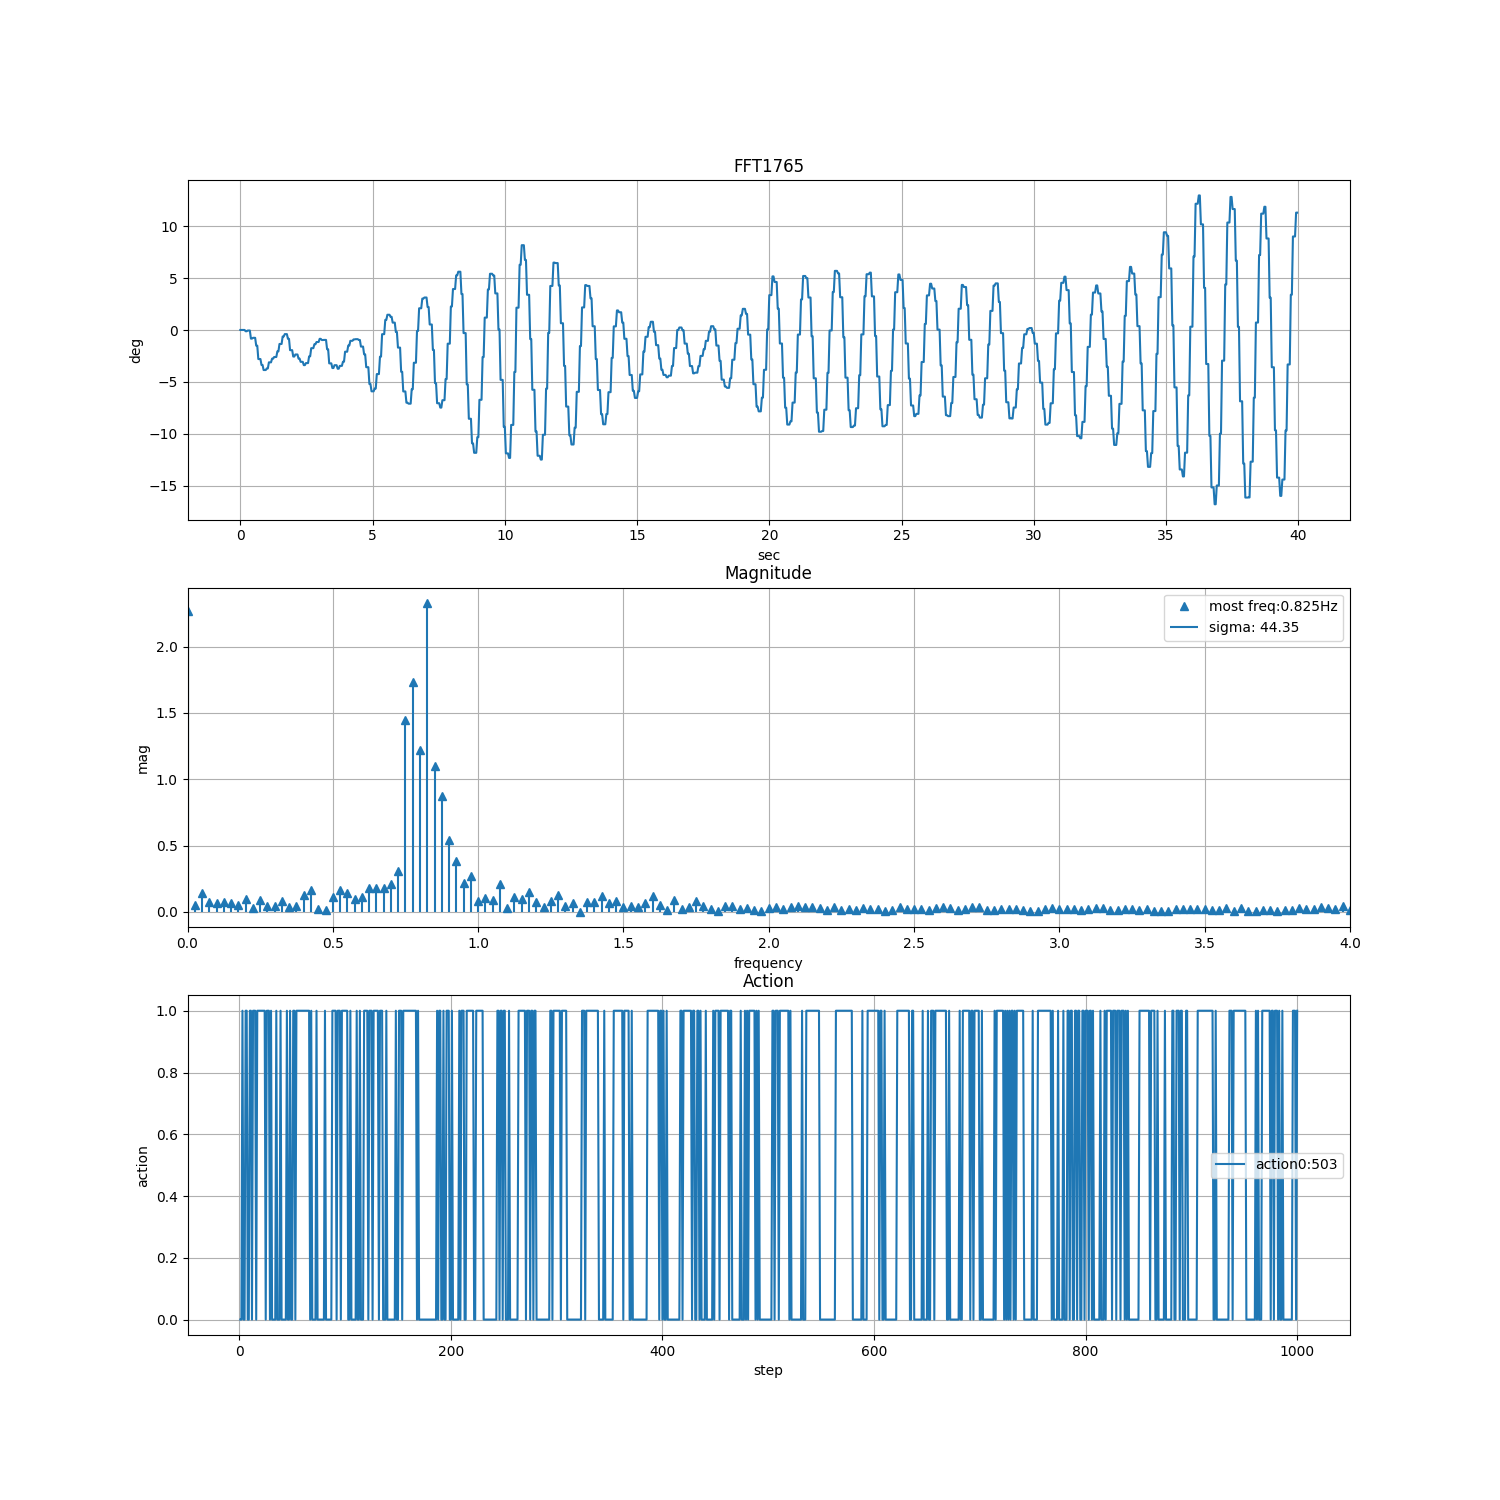 FFT1765
10
5
0
−5
−10
−15
deg
0 5 10 15 20 25 30 35 40
sec
Magnitude
most freq:0.825Hz
sigma: 44.35
2.0
1.5
1.0
0.5
0.0
mag
0.0 0.5 1.0 1.5 2.0 2.5 3.0 3.5 4.0
frequency
Action
1.0
0.8
0.6
0.4
0.2
0.0
action
action0:503
0 200 400 600 800 1000
step